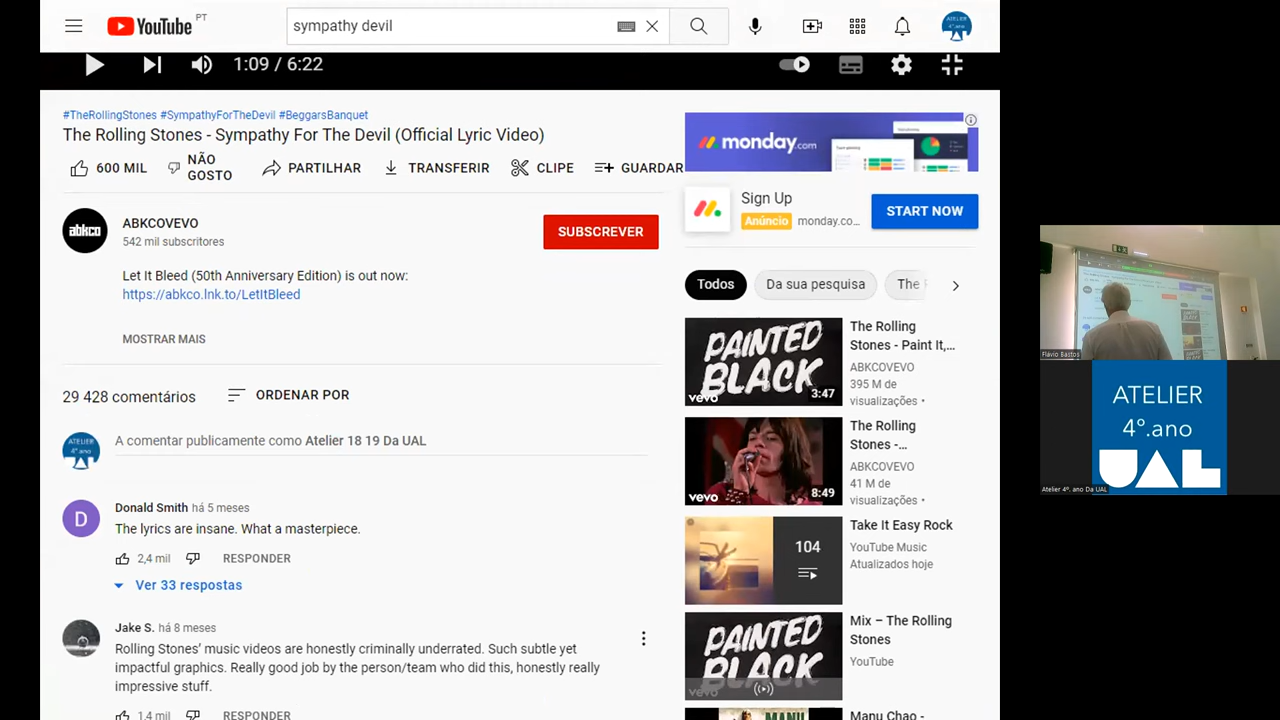 YouTube PT
sympathy devil
ATELIER
4º.ano
1:09 / 6:22
#TheRollingStones #SympathyForTheDevil #BeggarsBanquet
The Rolling Stones - Sympathy For The Devil (Official Lyric Video)
600 MIL
NÃO
GOSTO
PARTILHAR
TRANSFERIR
CLIPE
GUARDAR
abkco
ABKCOVEVO
542 mil subscritores
SUBSCREVER
Let It Bleed (50th Anniversary Edition) is out now:
https://abkco.lnk.to/LetItBleed
MOSTRAR MAIS
29 428 comentários
ORDENAR POR
ATELIER
4º.ano
A comentar publicamente como Atelier 18 19 Da UAL
D
Donald Smith há 5 meses
The lyrics are insane. What a masterpiece.
2,4 mil
RESPONDER
Ver 33 respostas
Jake S. há 8 meses
Rolling Stones' music videos are honestly criminally underrated. Such subtle yet
impactful graphics. Really good job by the person/team who did this, honestly really
impressive stuff.
1,4 mil
RESPONDER
monday.com
Sign Up
Anúncio monday.co...
START NOW
Todos
Da sua pesquisa
The
PAINTED
BLACK
vevo
3:47
The Rolling
Stones - Paint It,...
ABKCOVEVO
395 M de
visualizações •
vevo
8:49
The Rolling
Stones -...
ABKCOVEVO
41 M de
visualizações •
104
Take It Easy Rock
YouTube Music
Atualizados hoje
PAINTED
BLACK
vevo
Mix – The Rolling
Stones
YouTube
MANU
Manu Chao -
Flávio Bastos
ATELIER
4º.ano
UAL
Atelier 4º. ano Da UAL